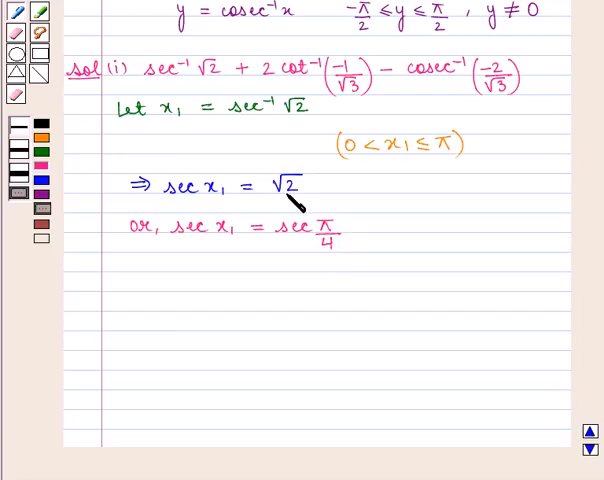 y = cosec⁻¹ x   -π/2 ≤ y ≤ π/2 , y ≠ 0
sol (i) sec⁻¹ √2 + 2 cot⁻¹ (-1/√3) - cosec⁻¹ (-2/√3)
Let x₁ = sec⁻¹ √2
(0 < x₁ ≤ π)
⇒ sec x₁ = √2
or, sec x₁ = sec π/4